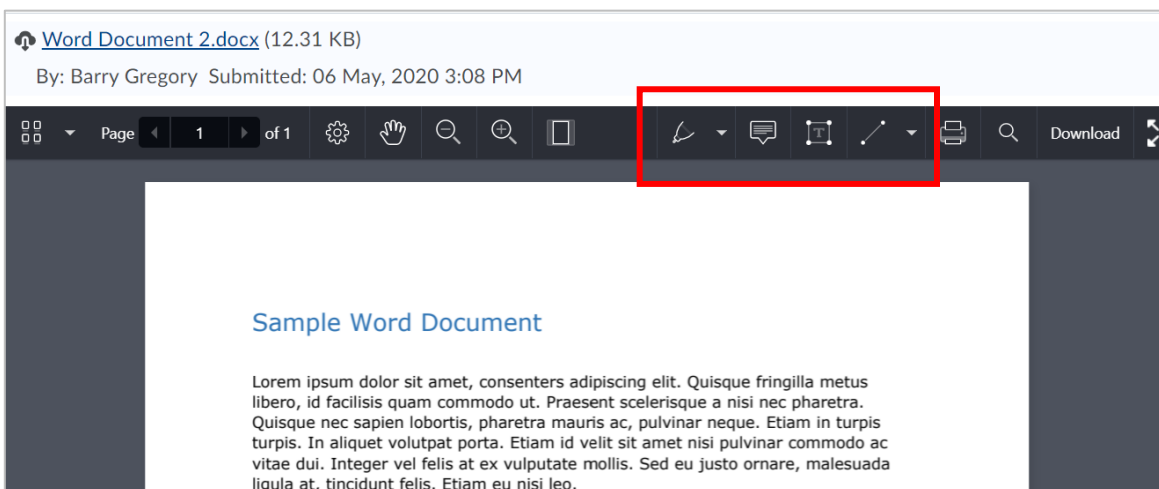 Word Document 2.docx (12.31 KB)
By: Barry Gregory Submitted: 06 May, 2020 3:08 PM
Page 1 of 1 T Download
Sample Word Document
Lorem ipsum dolor sit amet, consenters adipiscing elit. Quisque fringilla metus
libero, id facilisis quam commodo ut. Praesent scelerisque a nisi nec pharetra.
Quisque nec sapien lobortis, pharetra mauris ac, pulvinar neque. Etiam in turpis
turpis. In aliquet volutpat porta. Etiam id velit sit amet nisi pulvinar commodo ac
vitae dui. Integer vel felis at ex vulputate mollis. Sed eu justo ornare, malesuada
ligula at, tincidunt felis. Etiam eu nisi leo.